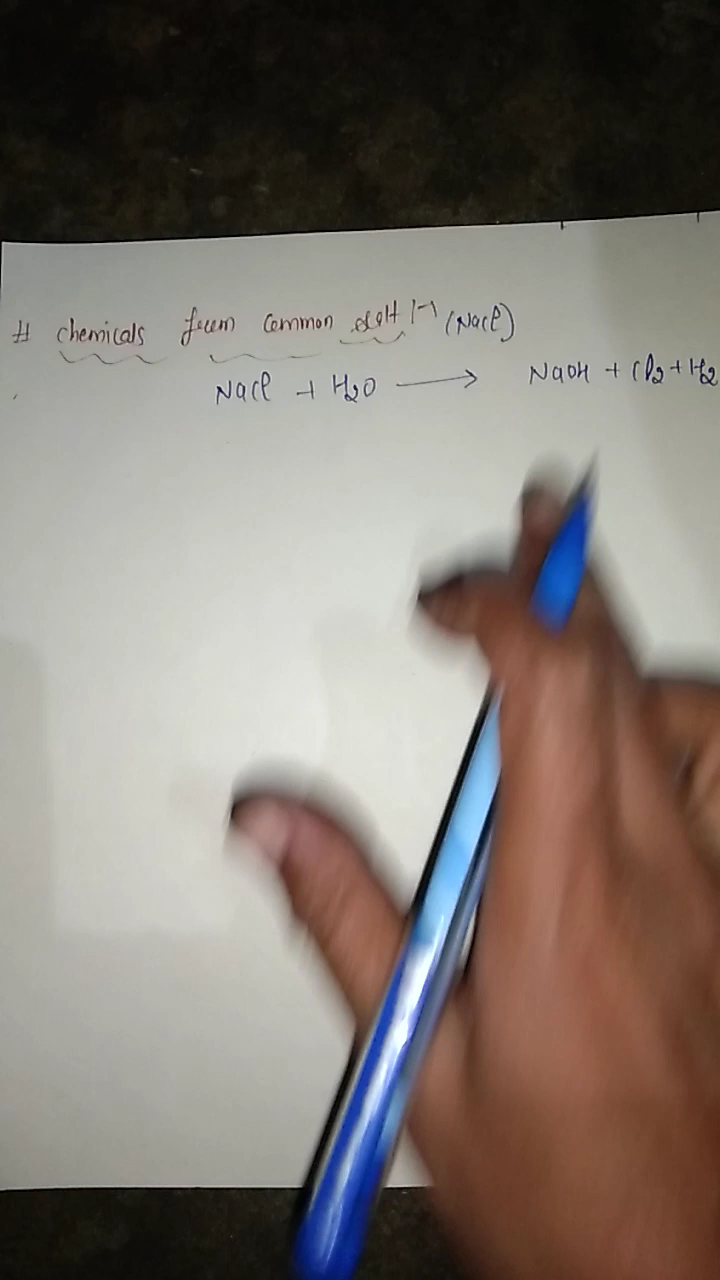 # chemicals from common salt :-) (NaCl)
NaCl + H2O ⟶ NaOH + Cl2 + H2